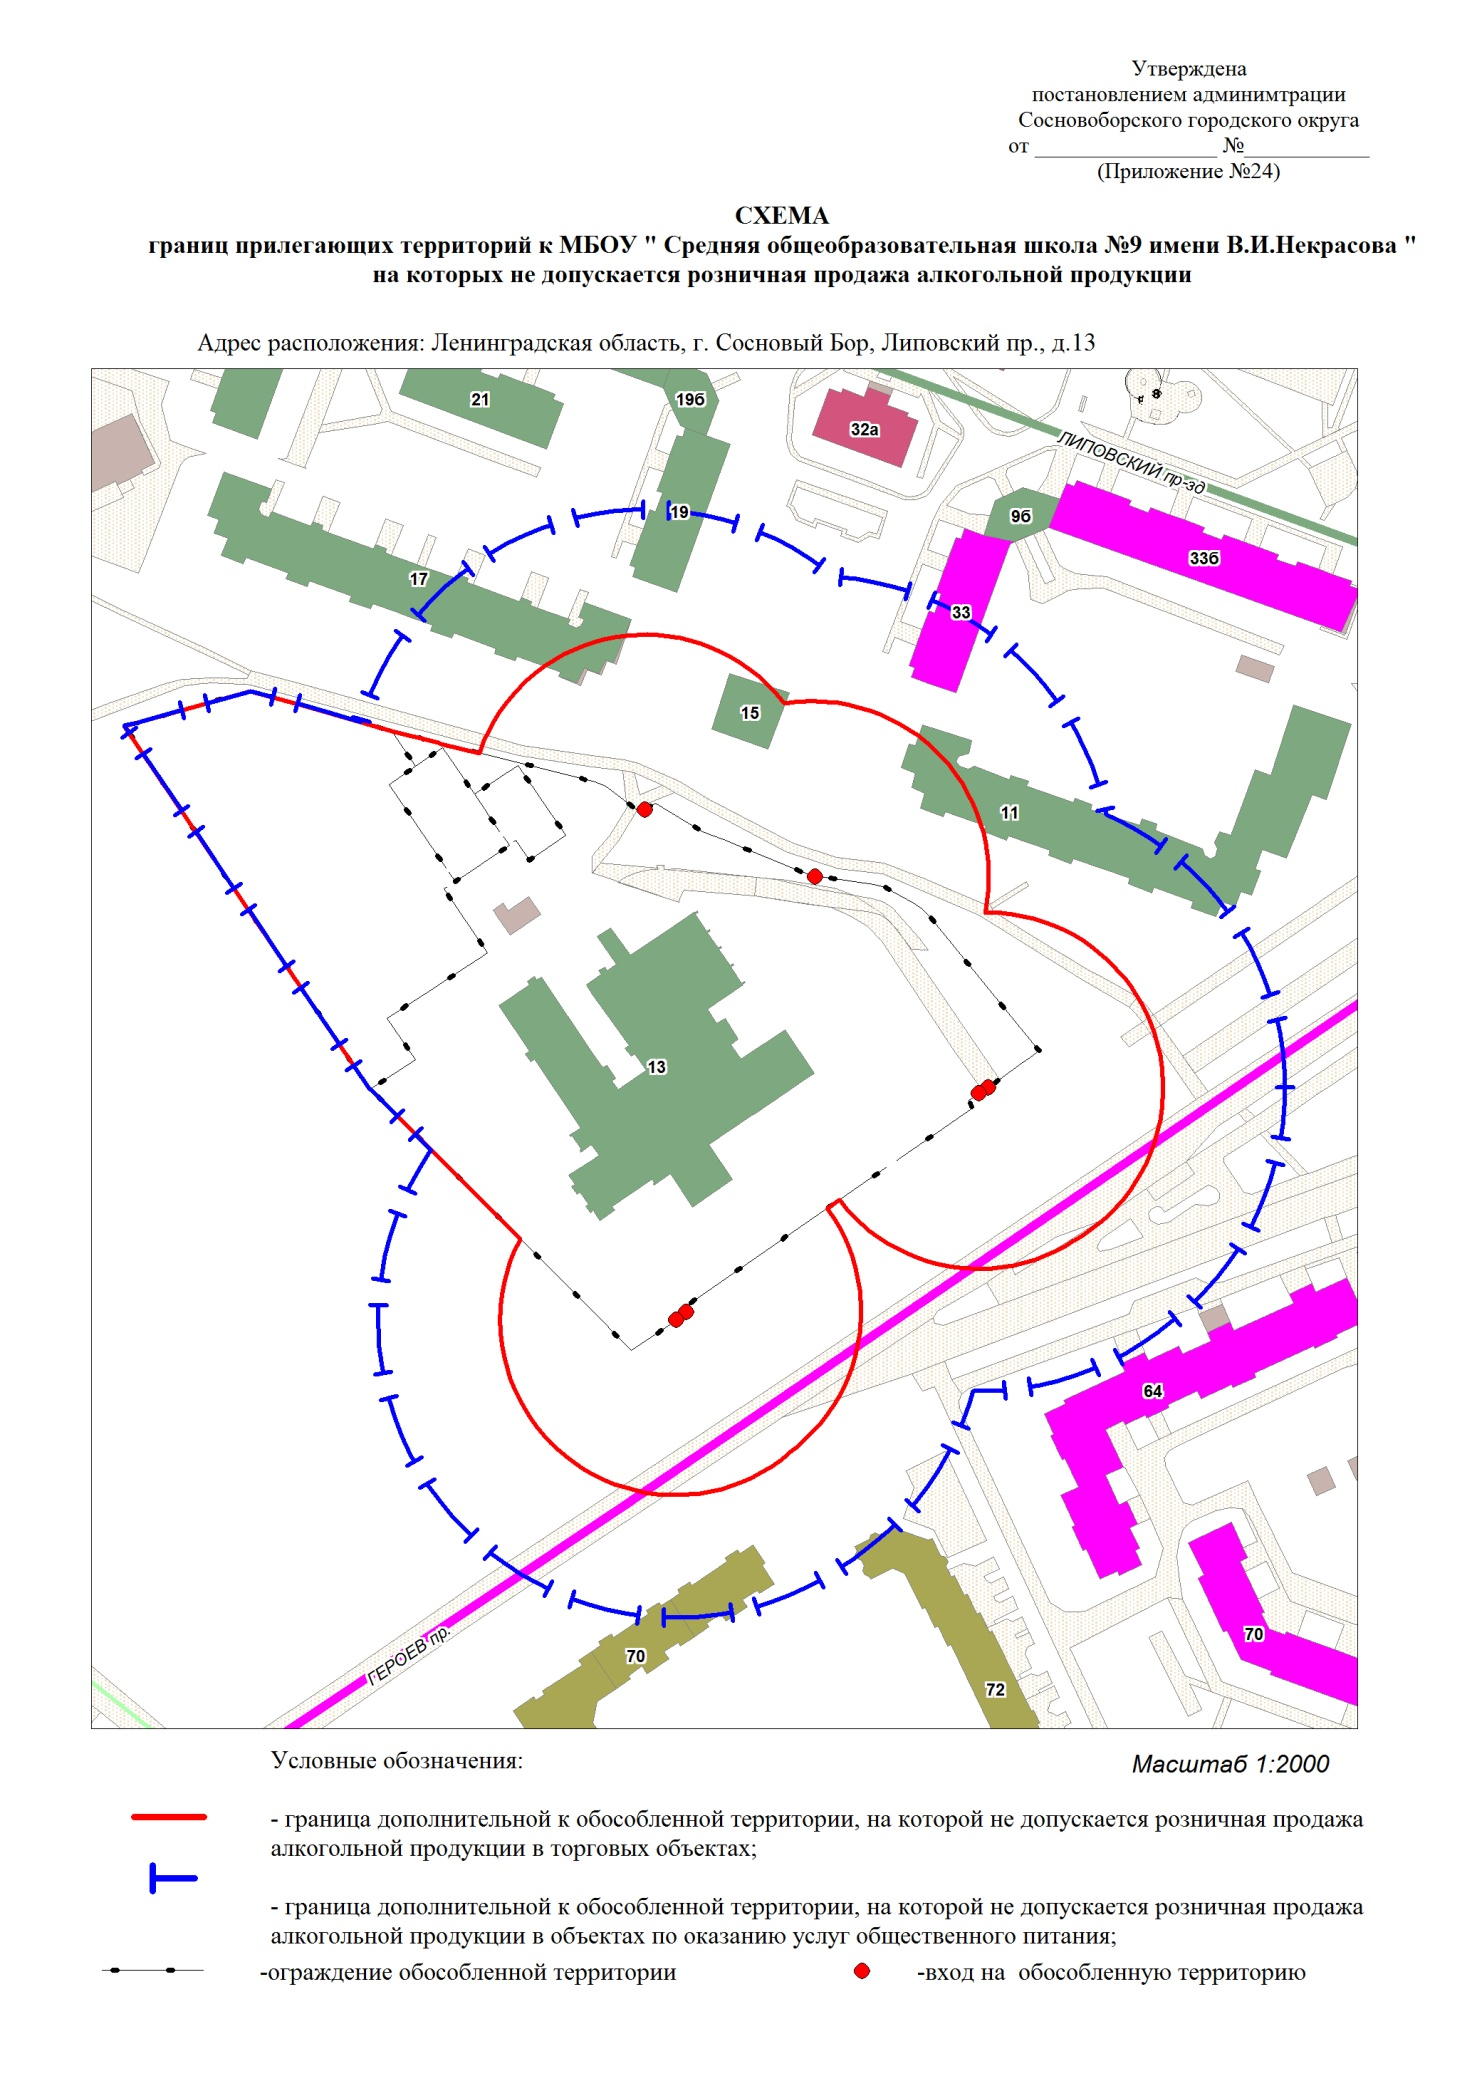 Утверждена
постановлением админимтрации
Сосновоборского городского округа
от _________________ №____________
(Приложение №24)
СХЕМА
границ прилегающих территорий к МБОУ " Средняя общеобразовательная школа №9 имени В.И.Некрасова "
на которых не допускается розничная продажа алкогольной продукции
Адрес расположения: Ленинградская область, г. Сосновый Бор, Липовский пр., д.13
21
19б
32а
ЛИПОВСКИЙ пр-зд
19
9б
33б
17
33
15
11
13
64
70
72
70
ГЕРОЕВ пр.
Условные обозначения:
Масштаб 1:2000
- граница дополнительной к обособленной территории, на которой не допускается розничная продажа
алкогольной продукции в торговых объектах;
- граница дополнительной к обособленной территории, на которой не допускается розничная продажа
алкогольной продукции в объектах по оказанию услуг общественного питания;
-ограждение обособленной территории
-вход на обособленную территорию